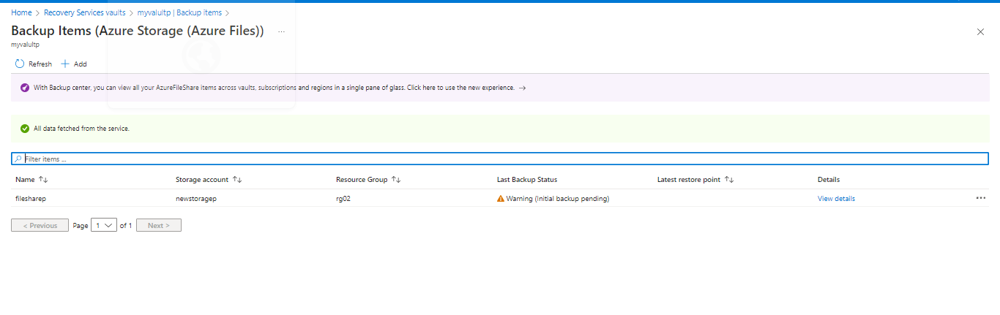 Home > Recovery Services vaults > myvalultp | Backup items >
Backup Items (Azure Storage (Azure Files)) ...
myvalultp
Refresh + Add
With Backup center, you can view all your AzureFileShare items across vaults, subscriptions and regions in a single pane of glass. Click here to use the new experience. →
All data fetched from the service.
Filter items ...
Name ↑↓ Storage account ↑↓ Resource Group ↑↓ Last Backup Status Latest restore point ↑↓ Details
filesharep newstoragep rg02 Warning (Initial backup pending) View details ...
< Previous Page 1 of 1 Next >